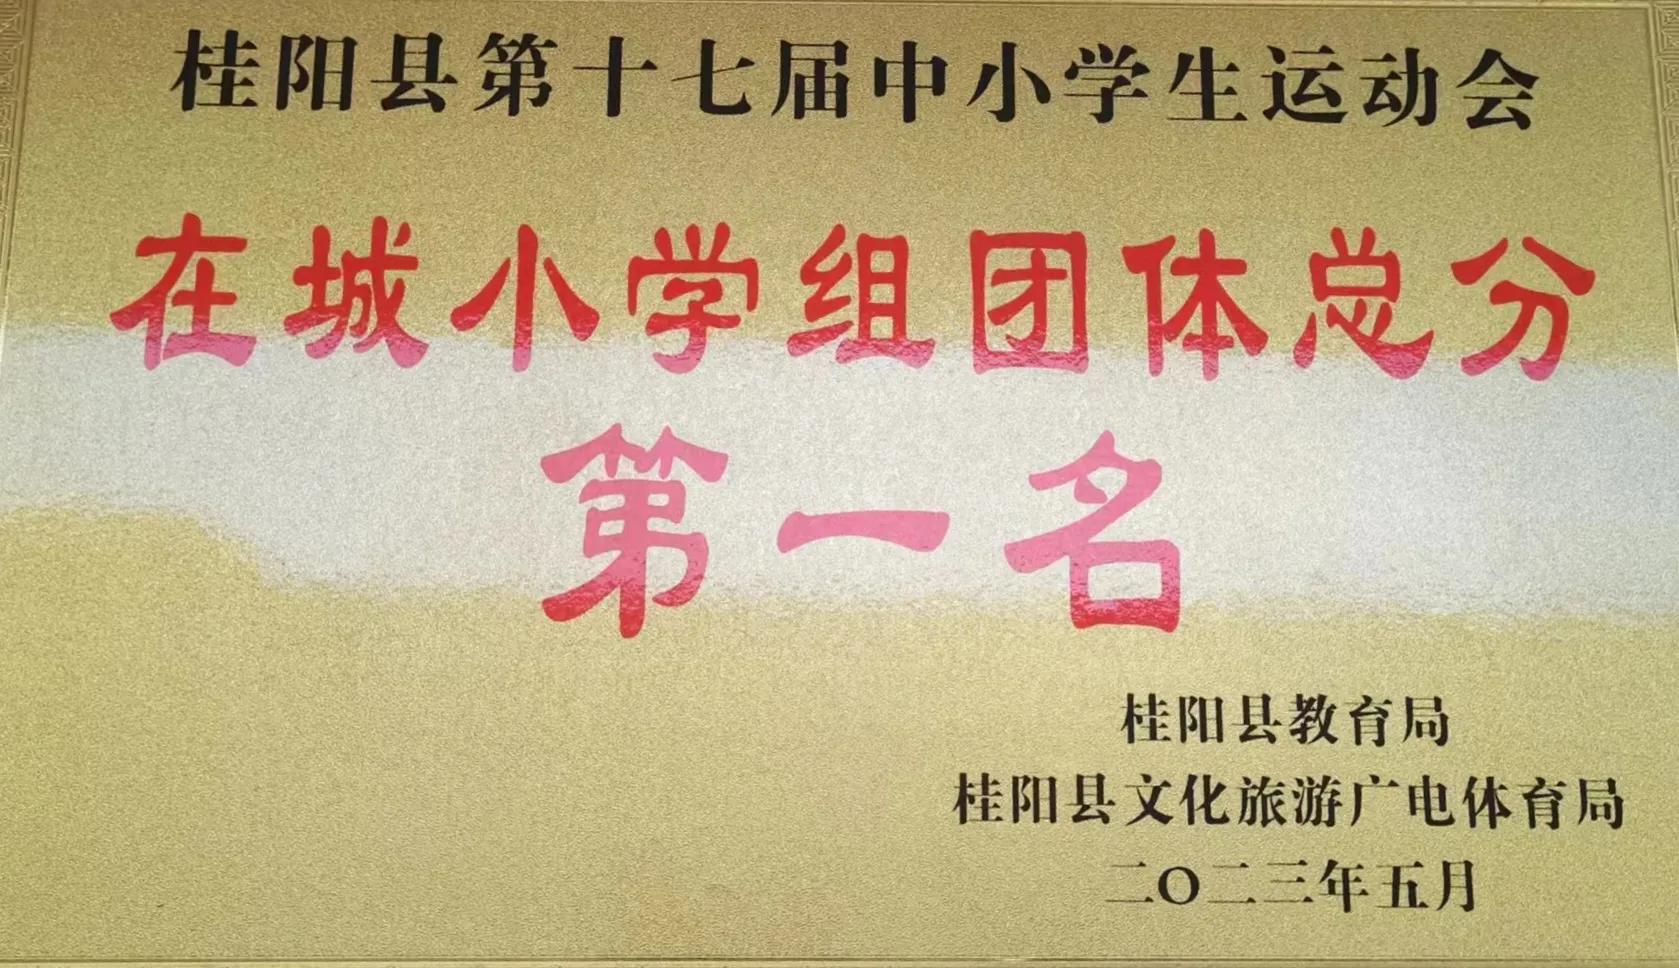 桂阳县第十七届中小学生运动会
在城小学组团体总分
第一名
桂阳县教育局
桂阳县文化旅游广电体育局
二〇二三年五月